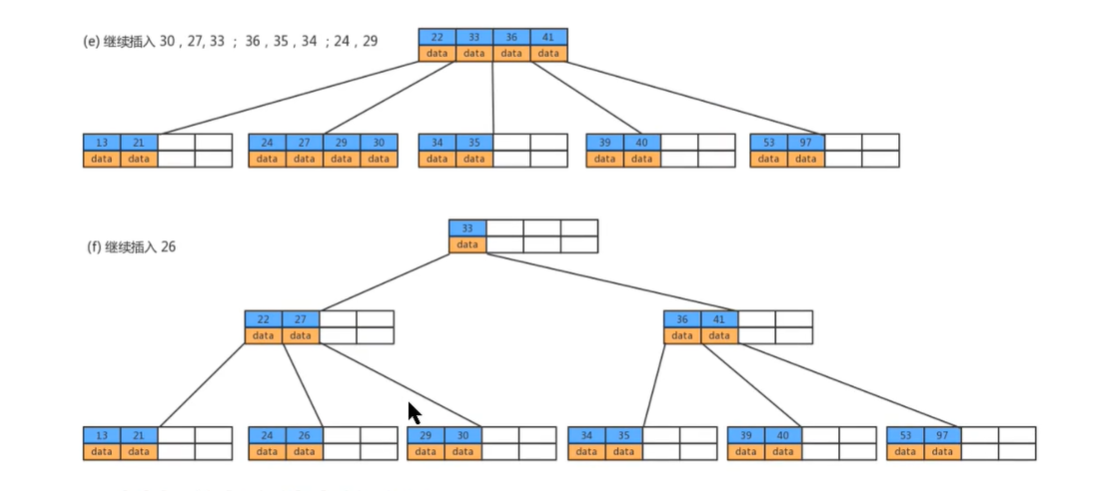 (e) 继续插入 30 , 27, 33 ； 36 , 35 , 34 ；24 , 29
22 33 36 41
data data data data
13 21 24 27 29 30 34 35 39 40 53 97
data data data data data data data data data data data data
33
(f) 继续插入 26
data
22 27 36 41
data data data data
13 21 24 26 29 30 34 35 39 40 53 97
data data data data data data data data data data data data